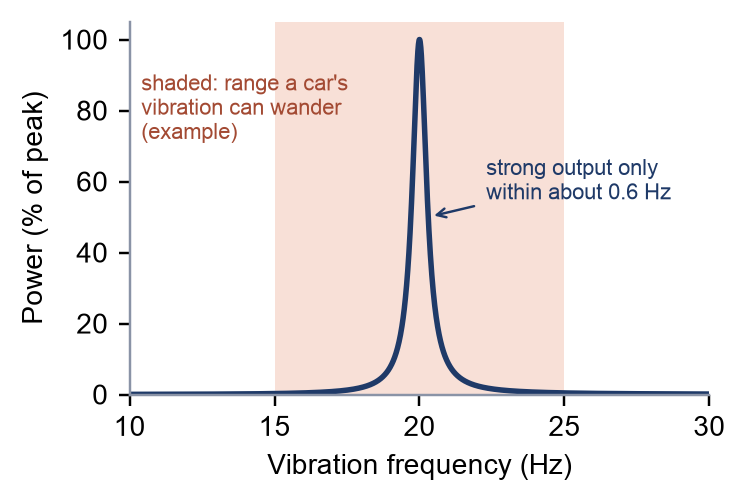 100
80
60
40
20
0
Power (% of peak)
shaded: range a car's
vibration can wander
(example)
strong output only
within about 0.6 Hz
10 15 20 25 30
Vibration frequency (Hz)